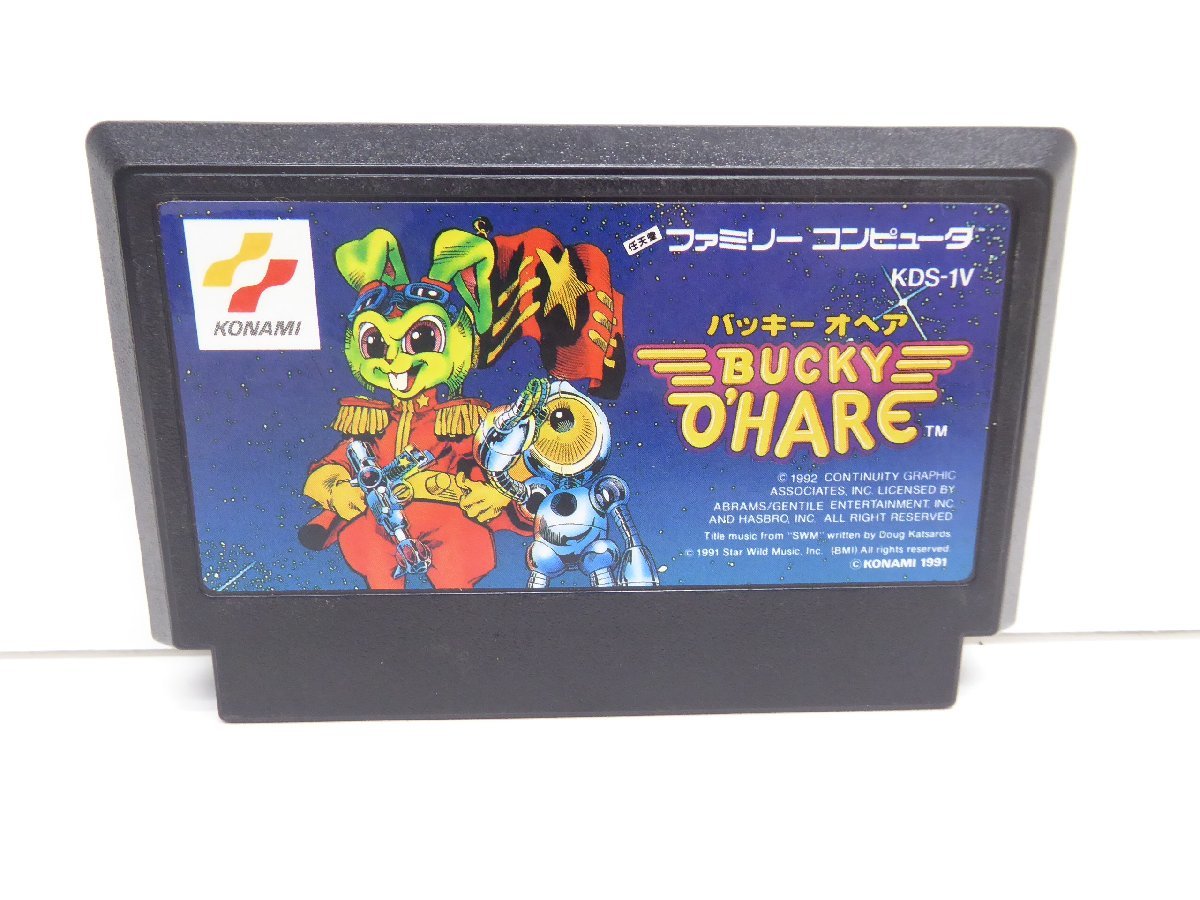 KONAMI
任天堂 ファミリー コンピュータ
KDS-1V
バッキー オヘア
BUCKY
O'HARE TM
© 1992 CONTINUITY GRAPHIC
ASSOCIATES, INC. LICENSED BY
ABRAMS/GENTILE ENTERTAINMENT, INC.
AND HASBRO, INC. ALL RIGHT RESERVED
Title music from "SWM" written by Doug Katsaros
© 1991 Star Wild Music, Inc. (BMI) All rights reserved.
© KONAMI 1991